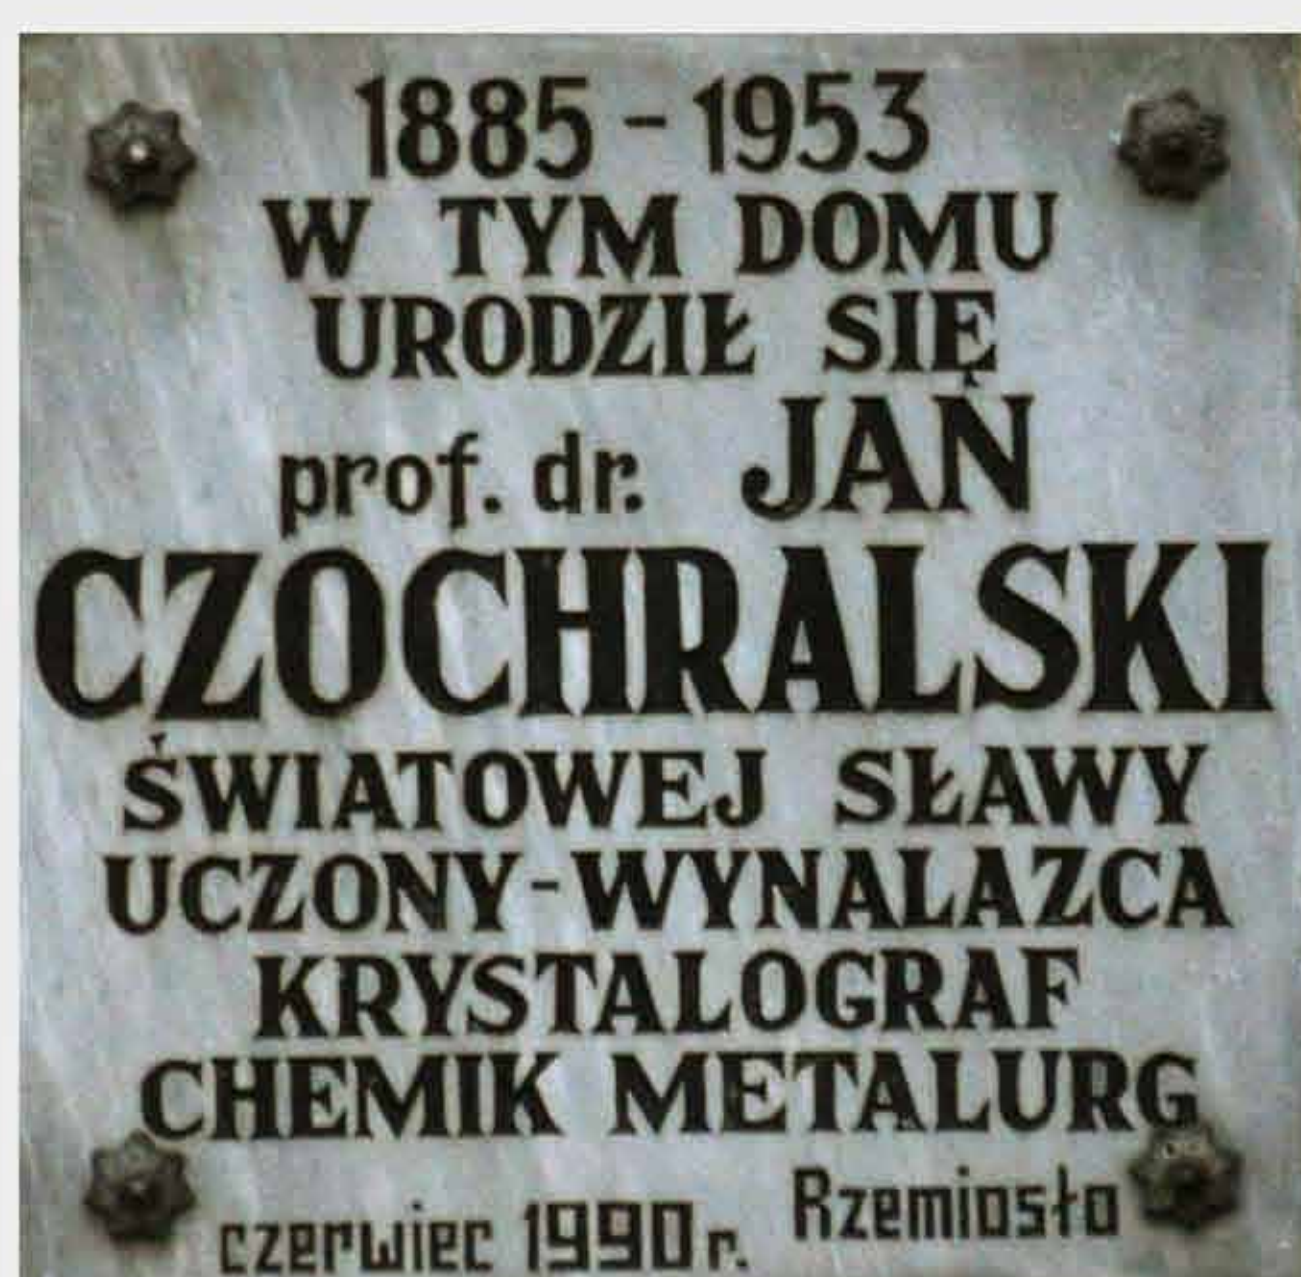 1885 - 1953
W TYM DOMU
URODZIŁ SIĘ
prof. dr. JAN
CZOCHRALSKI
ŚWIATOWEJ SŁAWY
UCZONY-WYNALAZCA
KRYSTALOGRAF
CHEMIK METALURG
czerwiec 1990 r. Rzemiosło